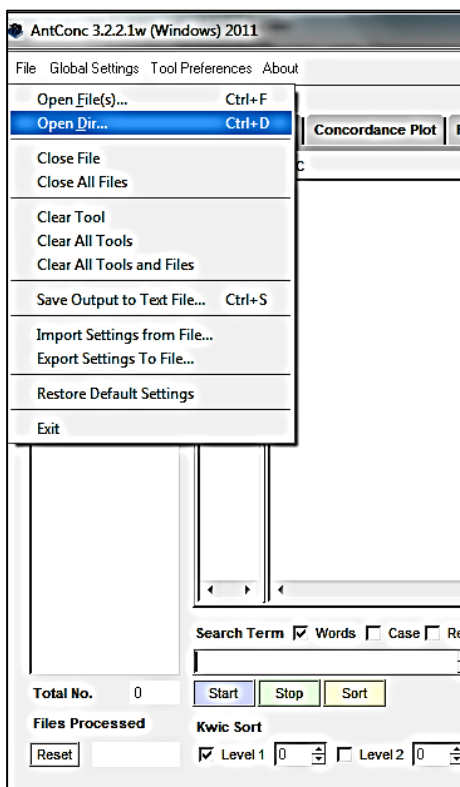 AntConc 3.2.2.1w (Windows) 2011
File Global Settings Tool Preferences About
Open File(s)... Ctrl+F
Open Dir... Ctrl+D
Concordance Plot
C
Close File
Close All Files
Clear Tool
Clear All Tools
Clear All Tools and Files
Save Output to Text File... Ctrl+S
Import Settings from File...
Export Settings To File...
Restore Default Settings
Exit
Search Term Words Case Re
Total No. 0 Start Stop Sort
Files Processed Kwic Sort
Reset Level 1 0 Level 2 0